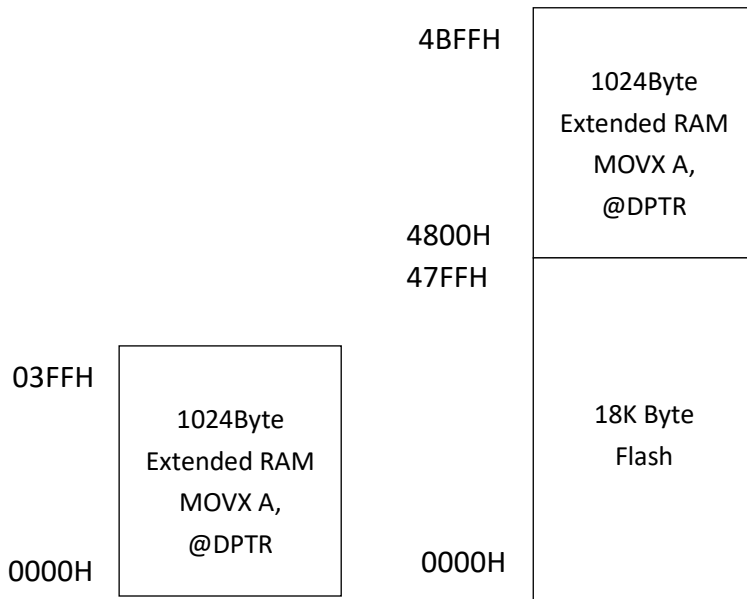 4BFFH
1024Byte
Extended RAM
MOVX A,
@DPTR
4800H
47FFH
03FFH
1024Byte
Extended RAM
MOVX A,
@DPTR
0000H
18K Byte
Flash
0000H